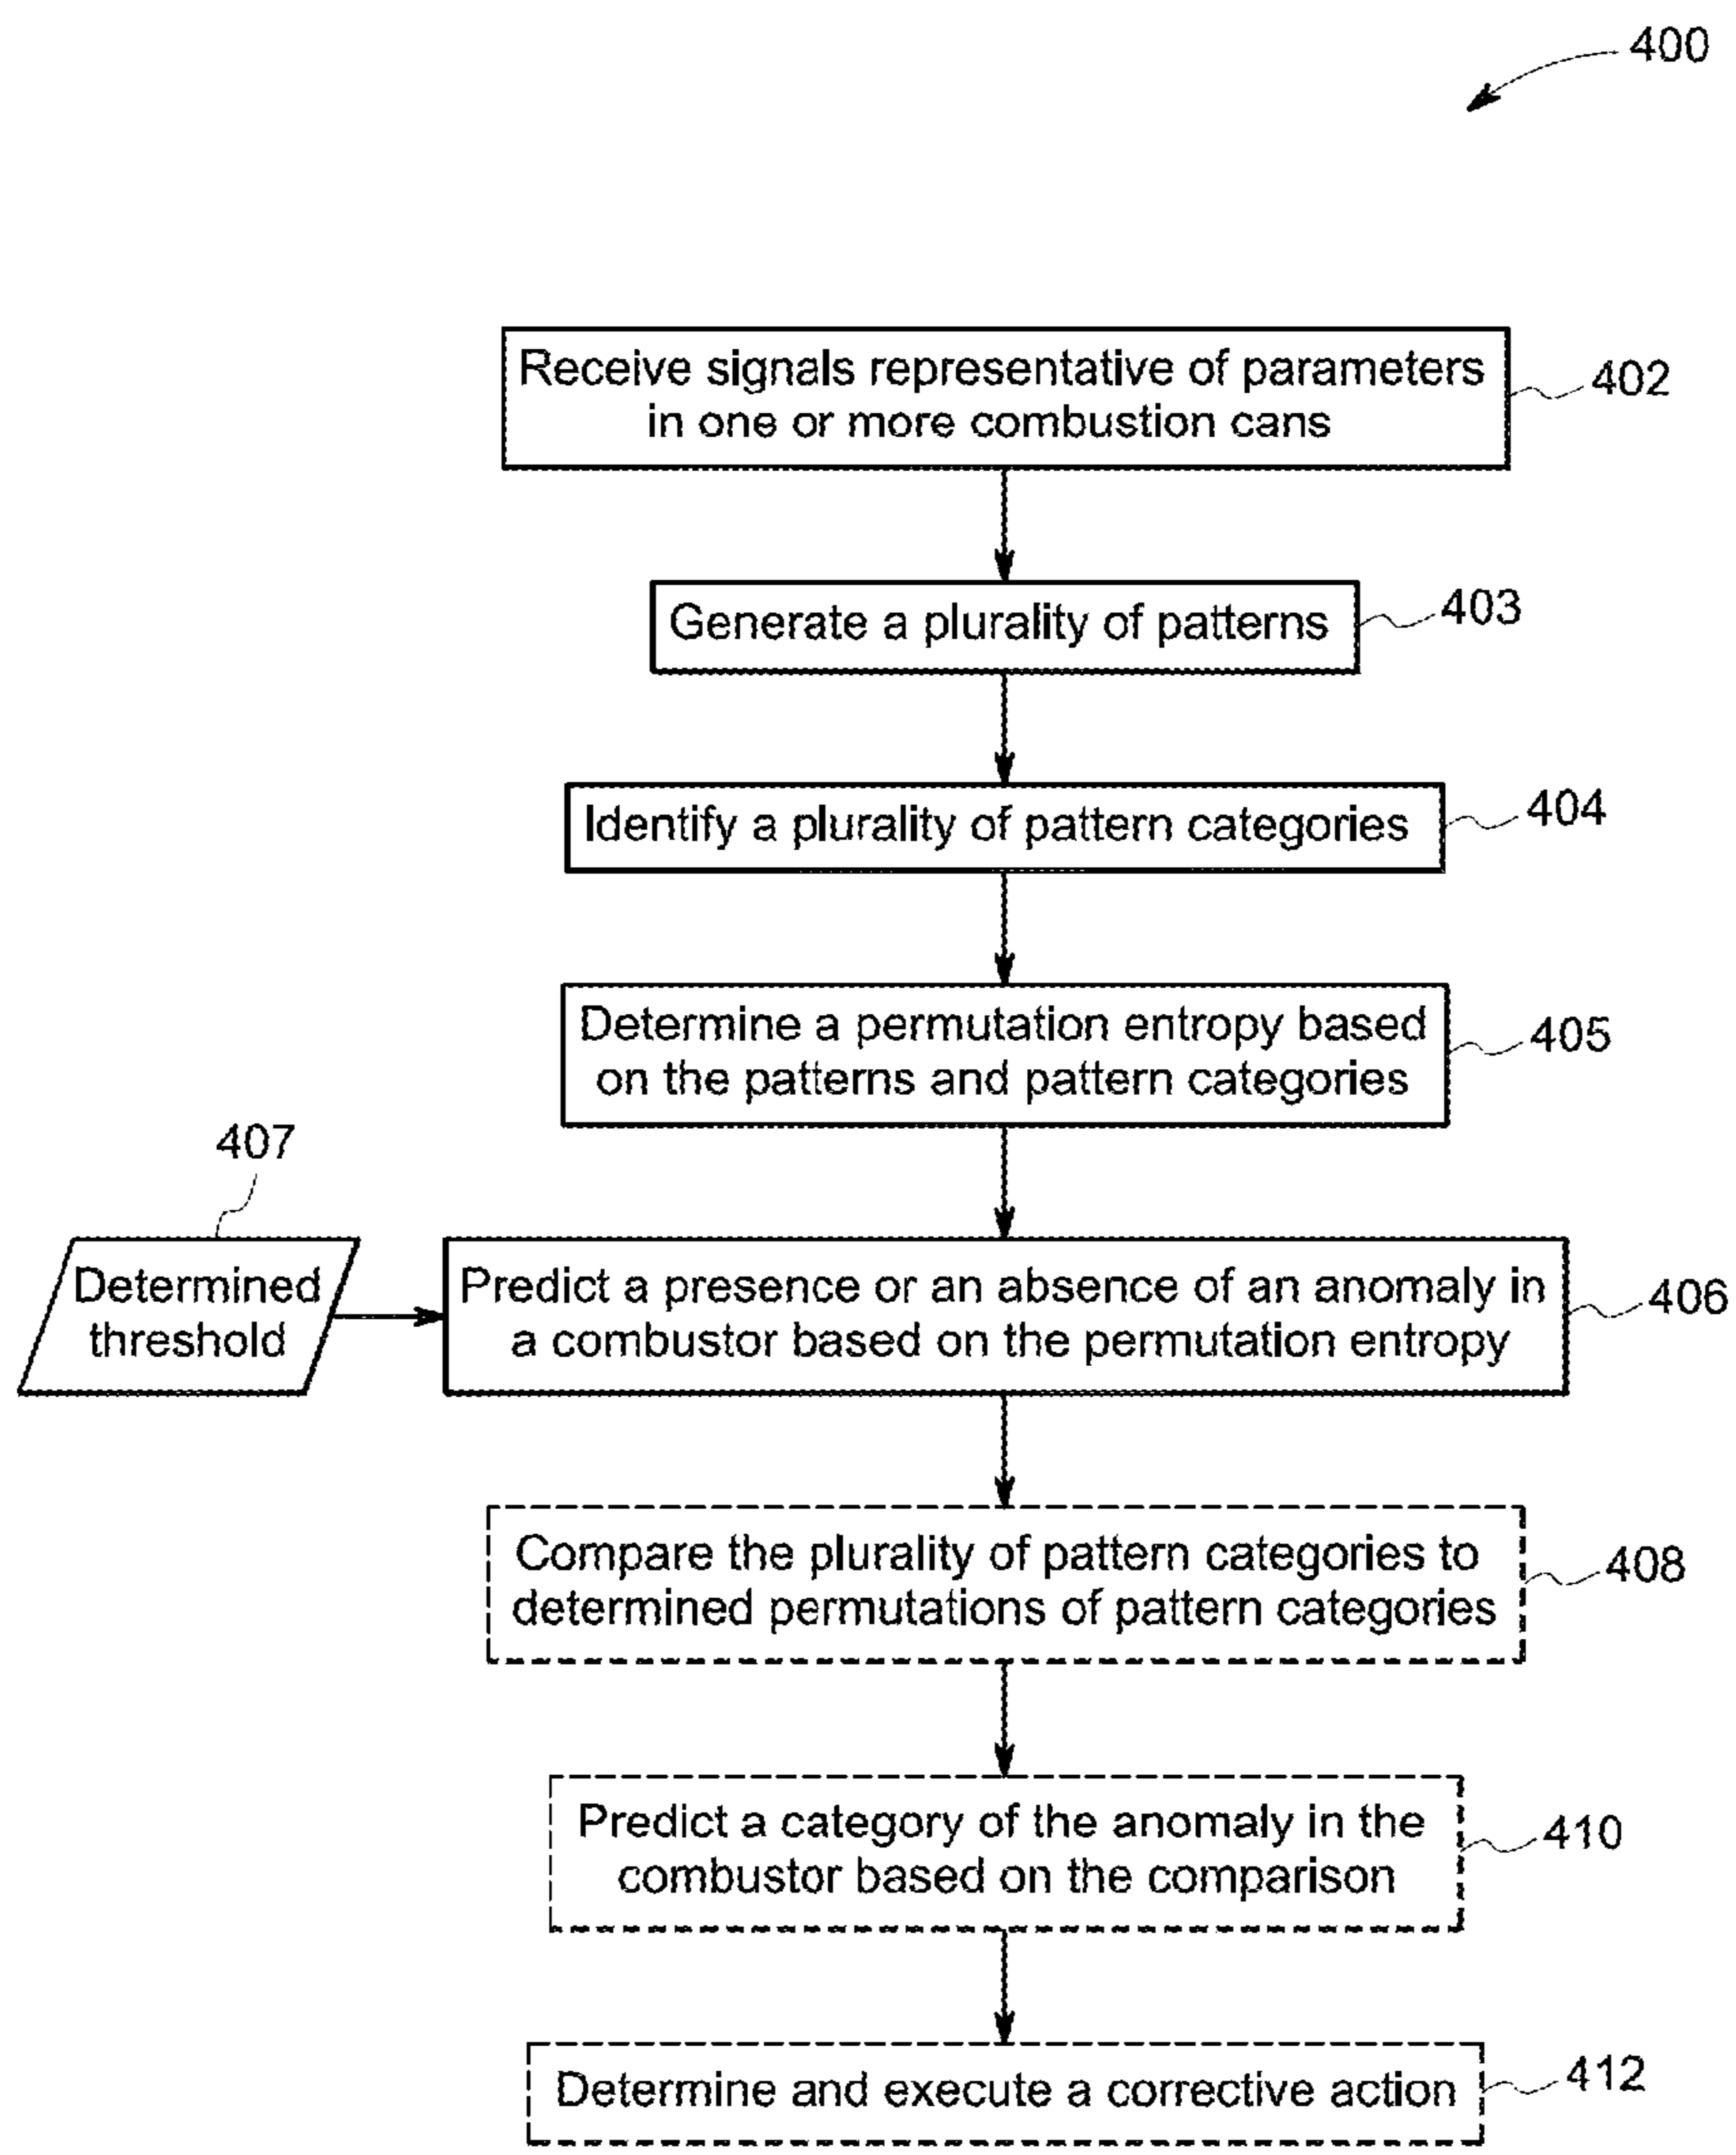 400
Receive signals representative of parameters
in one or more combustion cans
402
Generate a plurality of patterns
403
Identify a plurality of pattern categories
404
Determine a permutation entropy based
on the patterns and pattern categories
405
407
Determined
threshold
Predict a presence or an absence of an anomaly in
a combustor based on the permutation entropy
406
Compare the plurality of pattern categories to
determined permutations of pattern categories
408
Predict a category of the anomaly in the
combustor based on the comparison
410
Determine and execute a corrective action
412